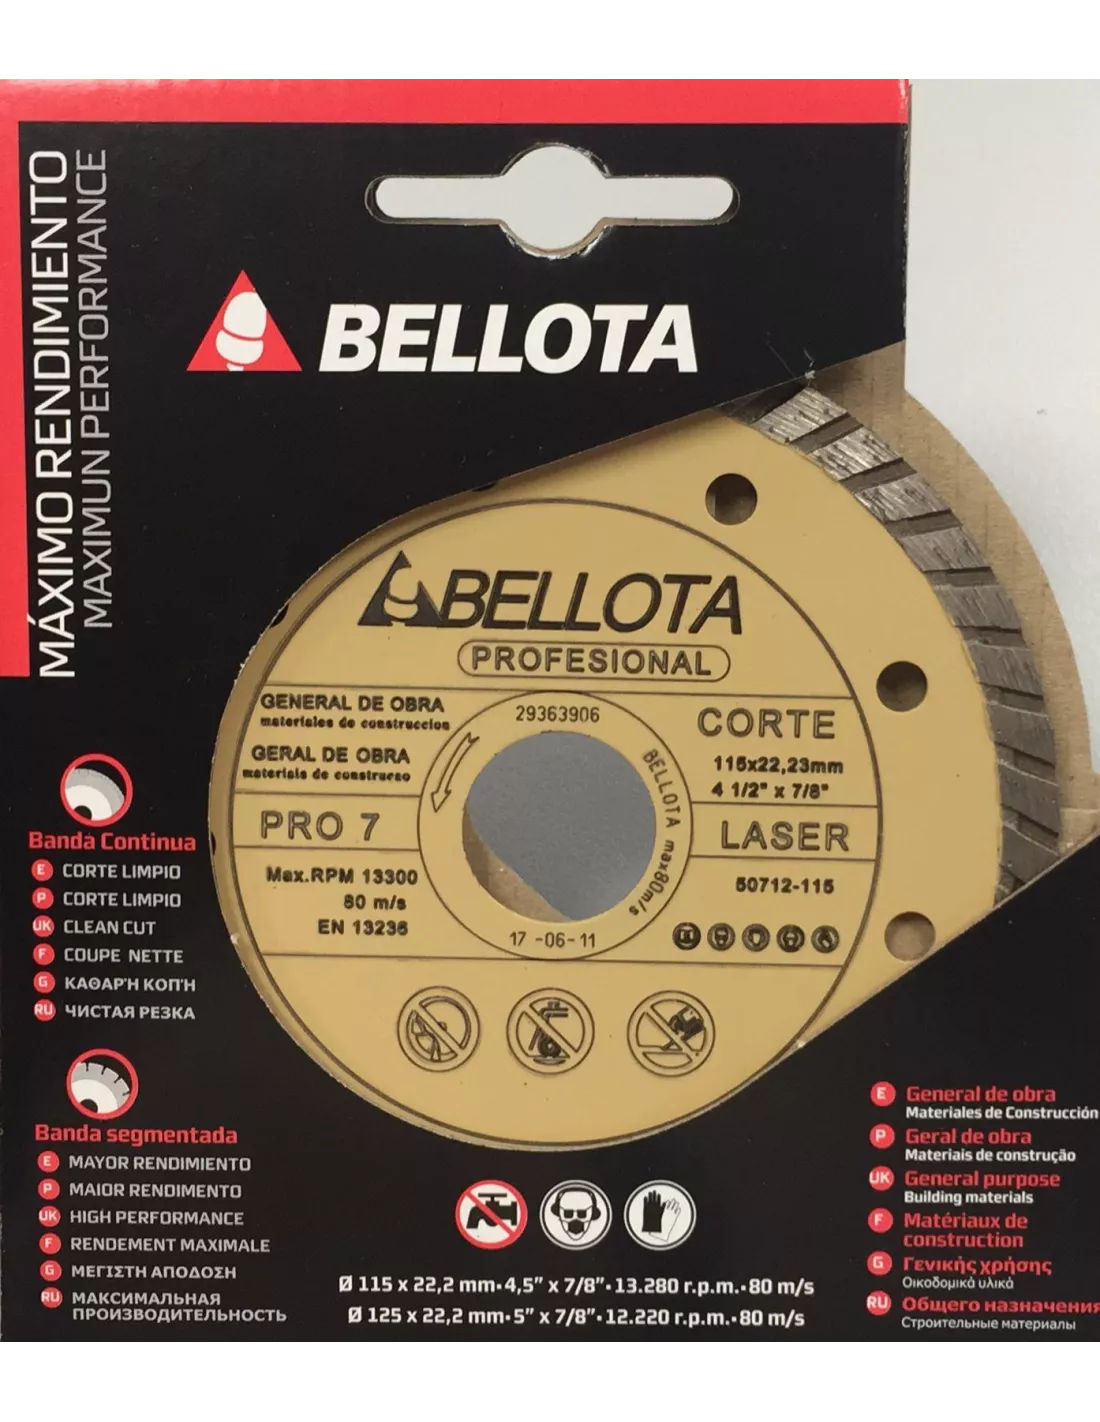 MÁXIMO RENDIMIENTO
MAXIMUN PERFORMANCE
BELLOTA
BELLOTA
PROFESIONAL
GENERAL DE OBRA
materiales de construccion
GERAL DE OBRA
materiais de construcao
PRO 7
Max.RPM 13300
80 m/s
EN 13236
29363906
BELLOTA max80m/s
17 -06- 11
CORTE
115x22,23mm
4 1/2" x 7/8"
LASER
50712-115
Banda Continua
E CORTE LIMPIO
P CORTE LIMPIO
UK CLEAN CUT
F COUPE NETTE
G ΚΑΘΑΡΉ ΚΟΠΉ
RU ЧИСТАЯ РЕЗКА
Banda segmentada
E MAYOR RENDIMIENTO
P MAIOR RENDIMENTO
UK HIGH PERFORMANCE
F RENDEMENT MAXIMALE
G ΜΕΓΙΣΤΗ ΑΠΟΔΟΣΗ
RU МАКСИМАЛЬНАЯ
ПРОИЗВОДИТЕЛЬНОСТЬ
Ø 115 x 22,2 mm·4,5” x 7/8”·13.280 r.p.m.·80 m/s
Ø 125 x 22,2 mm·5” x 7/8”·12.220 r.p.m.·80 m/s
E General de obra
Materiales de Construcción
P Geral de obra
Materiais de construção
UK General purpose
Building materials
F Matériaux de
construction
G Γενικής χρήσης
Οικοδομικά υλικά
RU Общего назначения
Строительные материалы